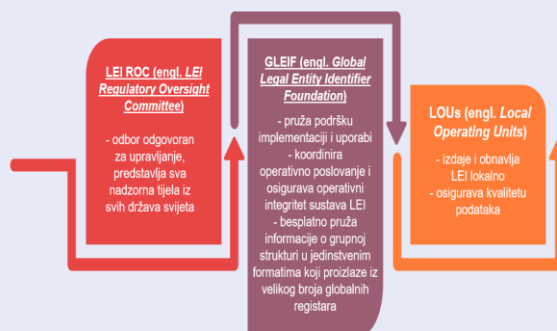 LEI ROC (engl. LEI
Regulatory Oversight
Committee)
- odbor odgovoran
za upravljanje,
predstavlja sva
nadzorna tijela iz
svih država svijeta
GLEIF (engl. Global
Legal Entity Identifier
Foundation)
- pruža podršku
implementaciji i uporabi
- koordinira
operativno poslovanje i
osigurava operativni
integritet sustava LEI
- besplatno pruža
informacije o grupnoj
strukturi u jedinstvenim
formatima koji proizlaze iz
velikog broja globalnih
registara
LOUs (engl. Local
Operating Units)
- izdaje i obnavlja
LEI lokalno
- osigurava kvalitetu
podataka